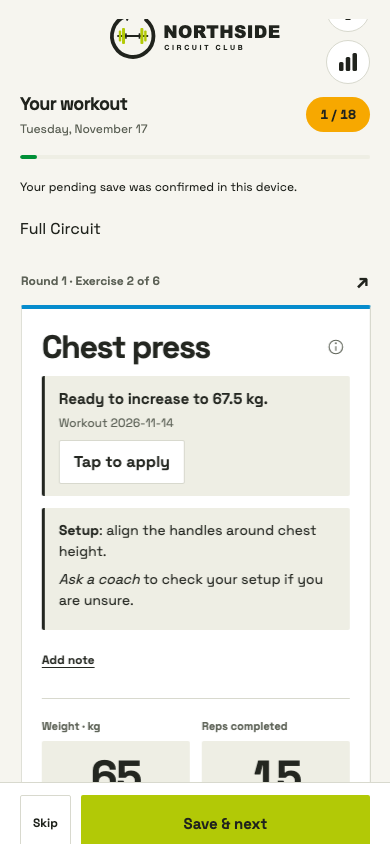 NORTHSIDE
CIRCUIT CLUB
Your workout
Tuesday, November 17
1 / 18
Your pending save was confirmed in this device.
Full Circuit
Round 1 · Exercise 2 of 6
Chest press
Ready to increase to 67.5 kg.
Workout 2026-11-14
Tap to apply
Setup: align the handles around chest
height.
Ask a coach to check your setup if you
are unsure.
Add note
Weight · kg
Reps completed
65
15
Skip
Save & next